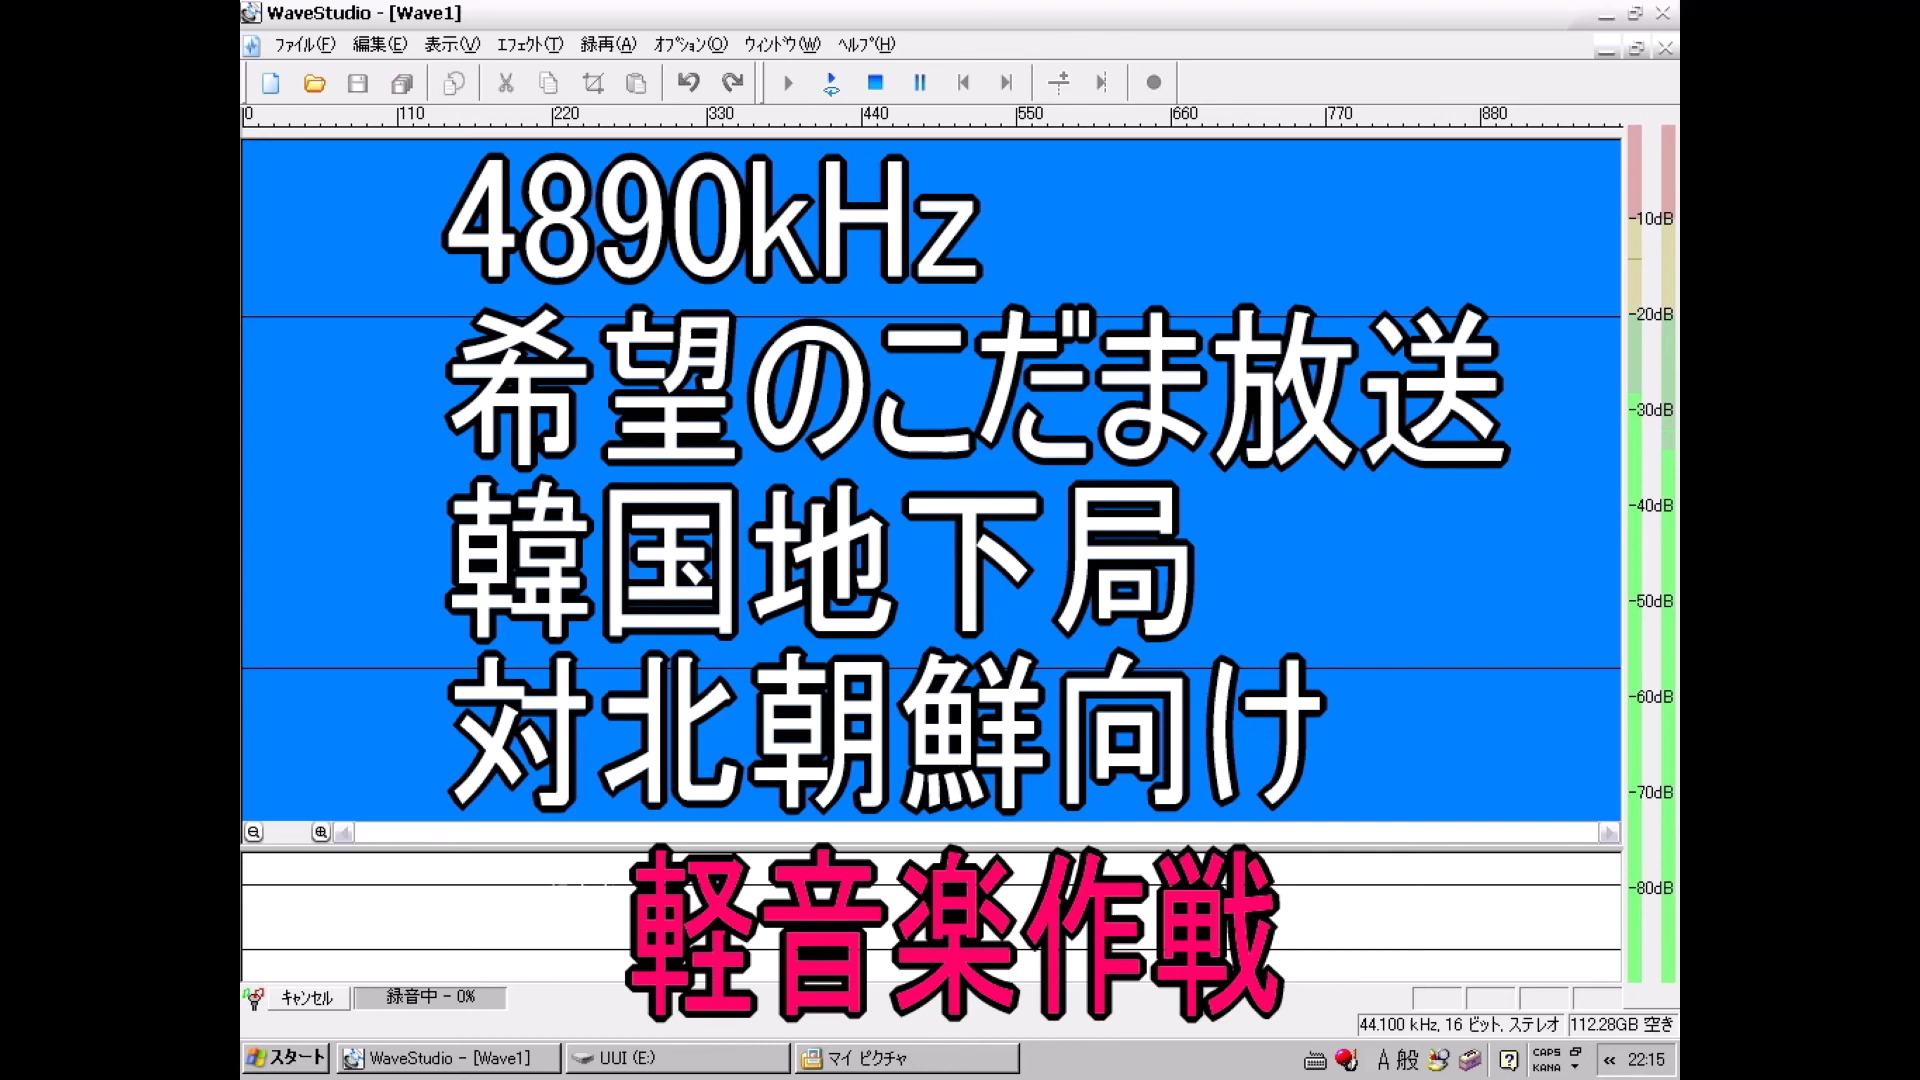 WaveStudio - [Wave1]
ファイル(F) 編集(E) 表示(V) エフェクト(T) 録再(A) オプション(O) ウィンドウ(W) ヘルプ(H)
0 110 220 330 440 550 660 770 880
4890kHz
希望のこだま放送
韓国地下局
対北朝鮮向け
軽音楽作戦
-10dB
-20dB
-30dB
-40dB
-50dB
-60dB
-70dB
-80dB
キャンセル 録音中 - 0%
44.100 kHz, 16 ビット, ステレオ 112.28GB 空き
スタート WaveStudio - [Wave1] UUI (E:) マイ ピクチャ A 般 CAPS KANA « 22:15